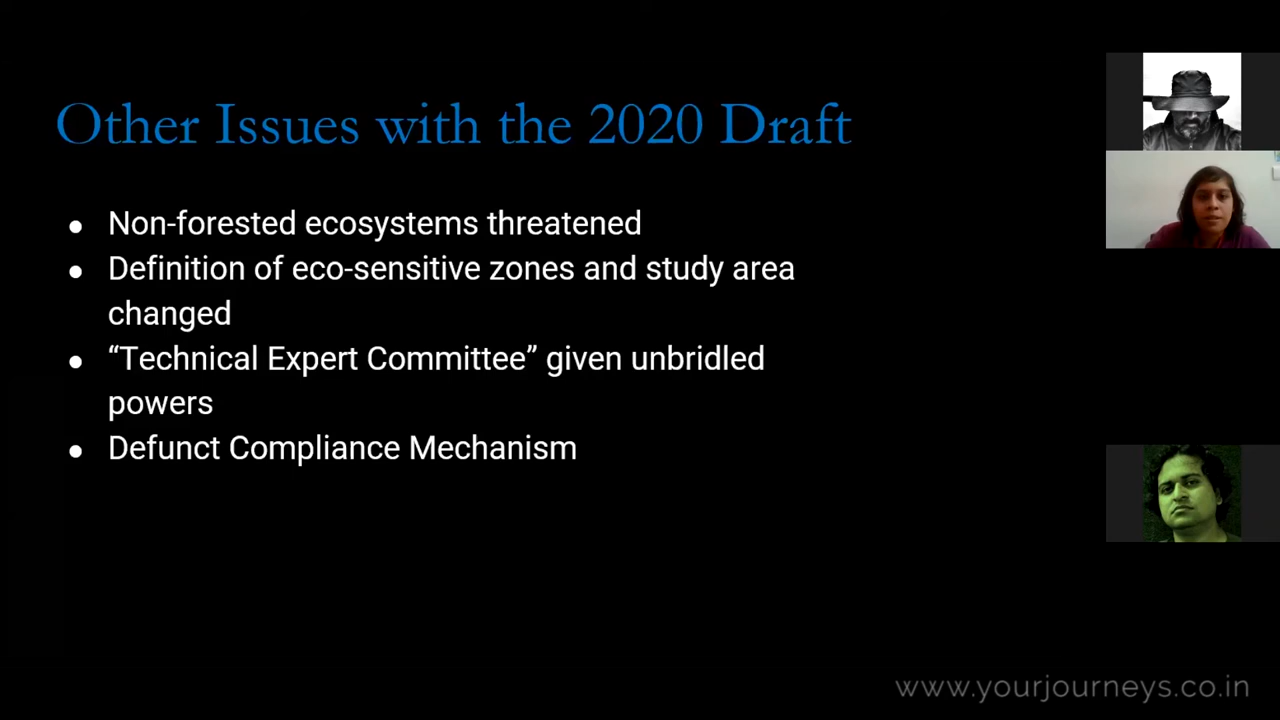 Other Issues with the 2020 Draft
● Non-forested ecosystems threatened
● Definition of eco-sensitive zones and study area
changed
● “Technical Expert Committee” given unbridled
powers
● Defunct Compliance Mechanism
www.yourjourneys.co.in